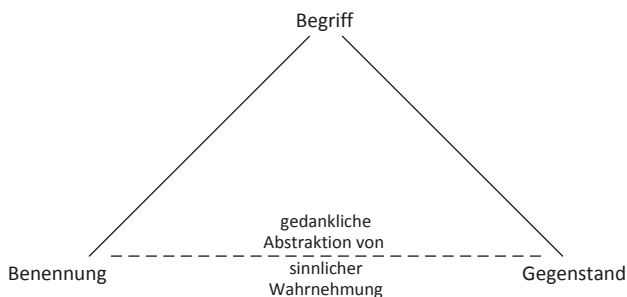 Begriff
gedankliche
Abstraktion von
Benennung
sinnlicher
Wahrnehmung
Gegenstand